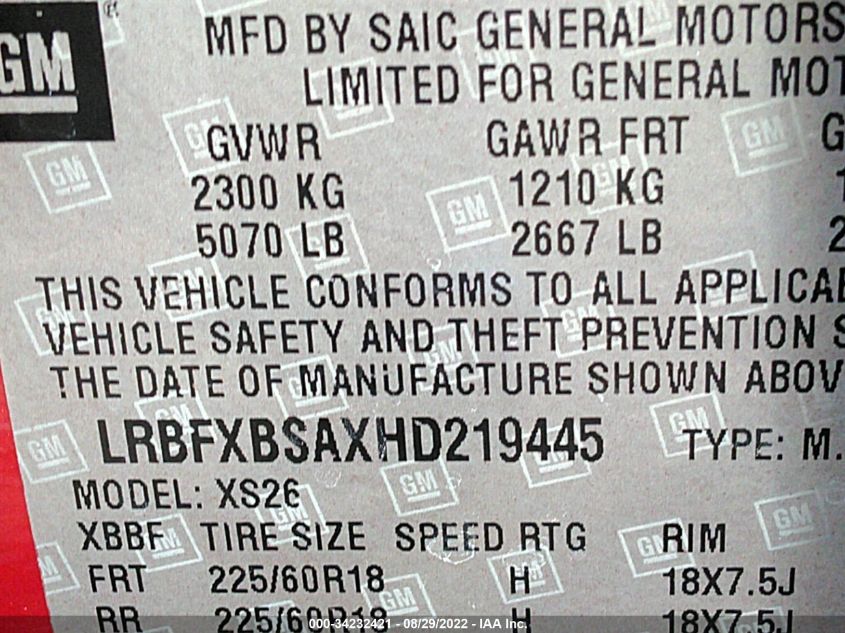 GM
MFD BY SAIC GENERAL MOTORS
LIMITED FOR GENERAL MOT
GVWR GAWR FRT G
2300 KG 1210 KG 1
5070 LB 2667 LB 2
THIS VEHICLE CONFORMS TO ALL APPLICAB
VEHICLE SAFETY AND THEFT PREVENTION S
THE DATE OF MANUFACTURE SHOWN ABOV
LRBFXBSAXHD219445 TYPE: M.
MODEL: XS26
XBBF TIRE SIZE SPEED RTG RIM
FRT 225/60R18 H 18X7.5J
RR 225/60R18 H 18X7.5J
000-34232421 - 08/29/2022 - IAA Inc.